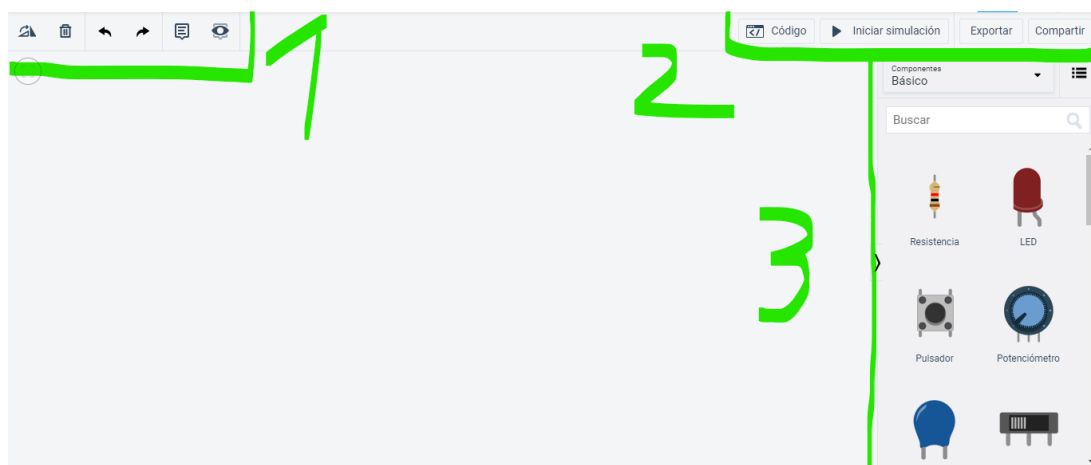 1
Código
Iniciar simulación
Exportar
Compartir
2
Componentes
Básico
Buscar
Resistencia
LED
3
Pulsador
Potenciómetro